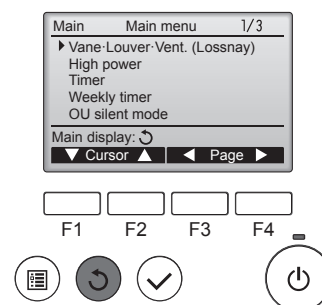 Main Main menu 1/3
Vane·Louver·Vent. (Lossnay)
High power
Timer
Weekly timer
OU silent mode
Main display:
Cursor Page
F1 F2 F3 F4